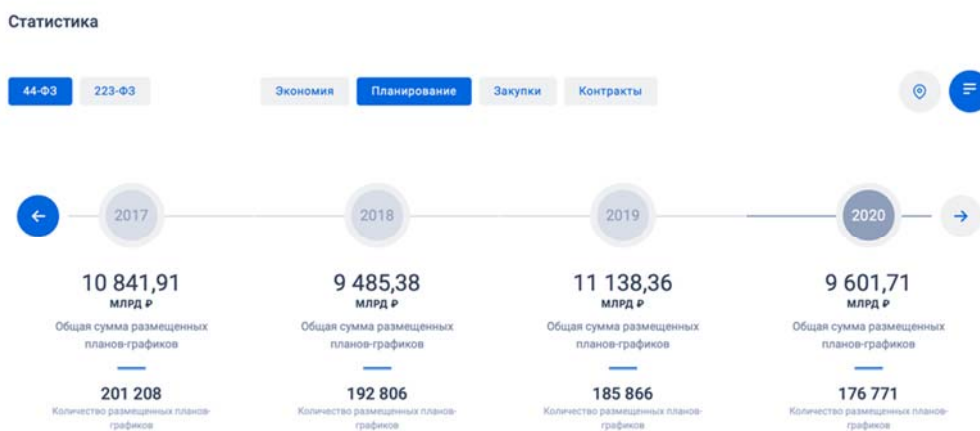 Статистика
44-ФЗ 223-ФЗ Экономия Планирование Закупки Контракты
2017 2018 2019 2020
10 841,91 9 485,38 11 138,36 9 601,71
МЛРД ₽ МЛРД ₽ МЛРД ₽ МЛРД ₽
Общая сумма размещенных Общая сумма размещенных Общая сумма размещенных Общая сумма размещенных
планов-графиков планов-графиков планов-графиков планов-графиков
201 208 192 806 185 866 176 771
Количество размещенных планов- Количество размещенных планов- Количество размещенных планов- Количество размещенных планов-
графиков графиков графиков графиков